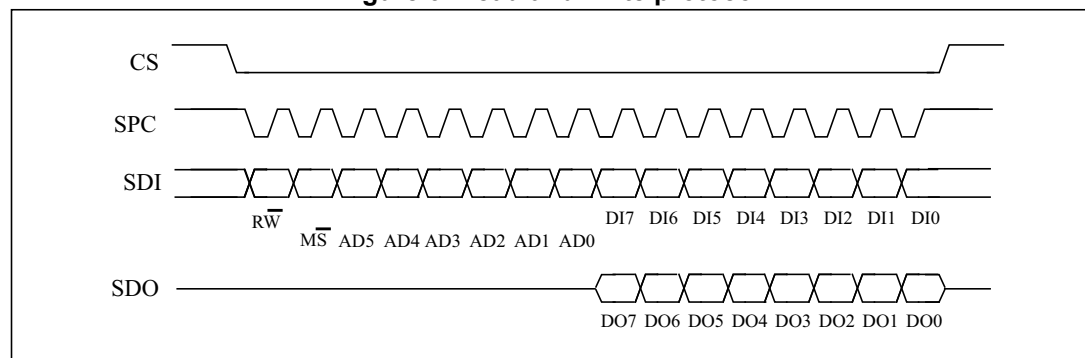 CS
SPC
SDI
RW̅
DI7 DI6 DI5 DI4 DI3 DI2 DI1 DI0
MS̅ AD5 AD4 AD3 AD2 AD1 AD0
SDO
DO7 DO6 DO5 DO4 DO3 DO2 DO1 DO0